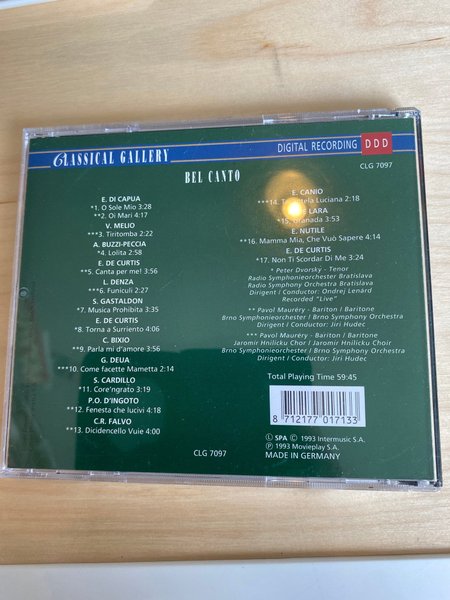 CLASSICAL GALLERY
DIGITAL RECORDING DDD
CLG 7097
BEL CANTO
E. DI CAPUA
*1. O Sole Mio 3:28
**2. Oi Mari 4:17
V. MELIO
***3. Tiritomba 2:22
A. BUZZI-PECCIA
*4. Lolita 2:58
E. DE CURTIS
**5. Canta per me! 3:56
L. DENZA
*6. Funiculi 2:31
S. GASTALDON
*7. Musica Prohibita 3:35
E. DE CURTIS
*8. Torna a Surriento 4:06
C. BIXIO
**9. Parla mi d'amore 3:56
G. DEUA
***10. Come facette Mametta 2:14
S. CARDILLO
*11. Core'ngrato 3:19
P.O. D'INGOTO
**12. Fenesta che lucivi 4:18
C.R. FALVO
**13. Dicidencello Vuie 4:00
E. CANIO
***14. Luciana 2:18
LARA
*15. Granada 3:53
E. NUTILE
**16. Mamma Mia, Che Vuò Sapere 4:14
E. DE CURTIS
*17. Non Ti Scordar Di Me 3:24
* Peter Dvorsky - Tenor
Radio Symphonieorchester Bratislava
Radio Symphony Orchestra Bratislava
Dirigent / Conductor: Ondrej Lenárd
Recorded "Live"
** Pavol Mauréry - Bariton / Baritone
Brno Symphonieorchester / Brno Symphony Orchestra
Dirigent / Conductor: Jiri Hudec
*** Pavol Mauréry - Bariton / Baritone
Jaromir Hnilicku Chor / Jaromir Hnilicku Choir
Brno Symphonieorchester / Brno Symphony Orchestra
Dirigent / Conductor: Jiri Hudec
Total Playing Time 59:45
8 712177 017133
Ⓛ SPA Ⓒ 1993 Intermusic S.A.
Ⓟ 1993 Movieplay S.A.
MADE IN GERMANY
CLG 7097